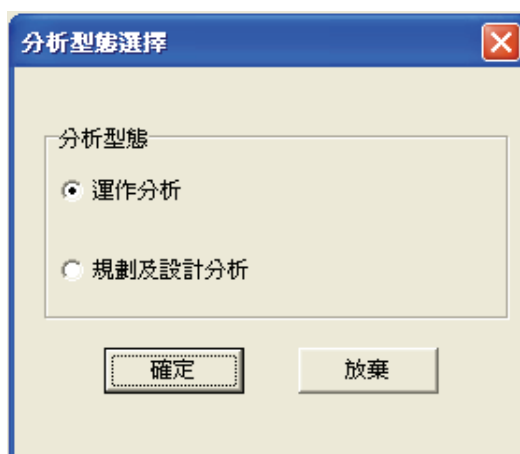 分析型態選擇
分析型態
運作分析
規劃及設計分析
確定
放棄